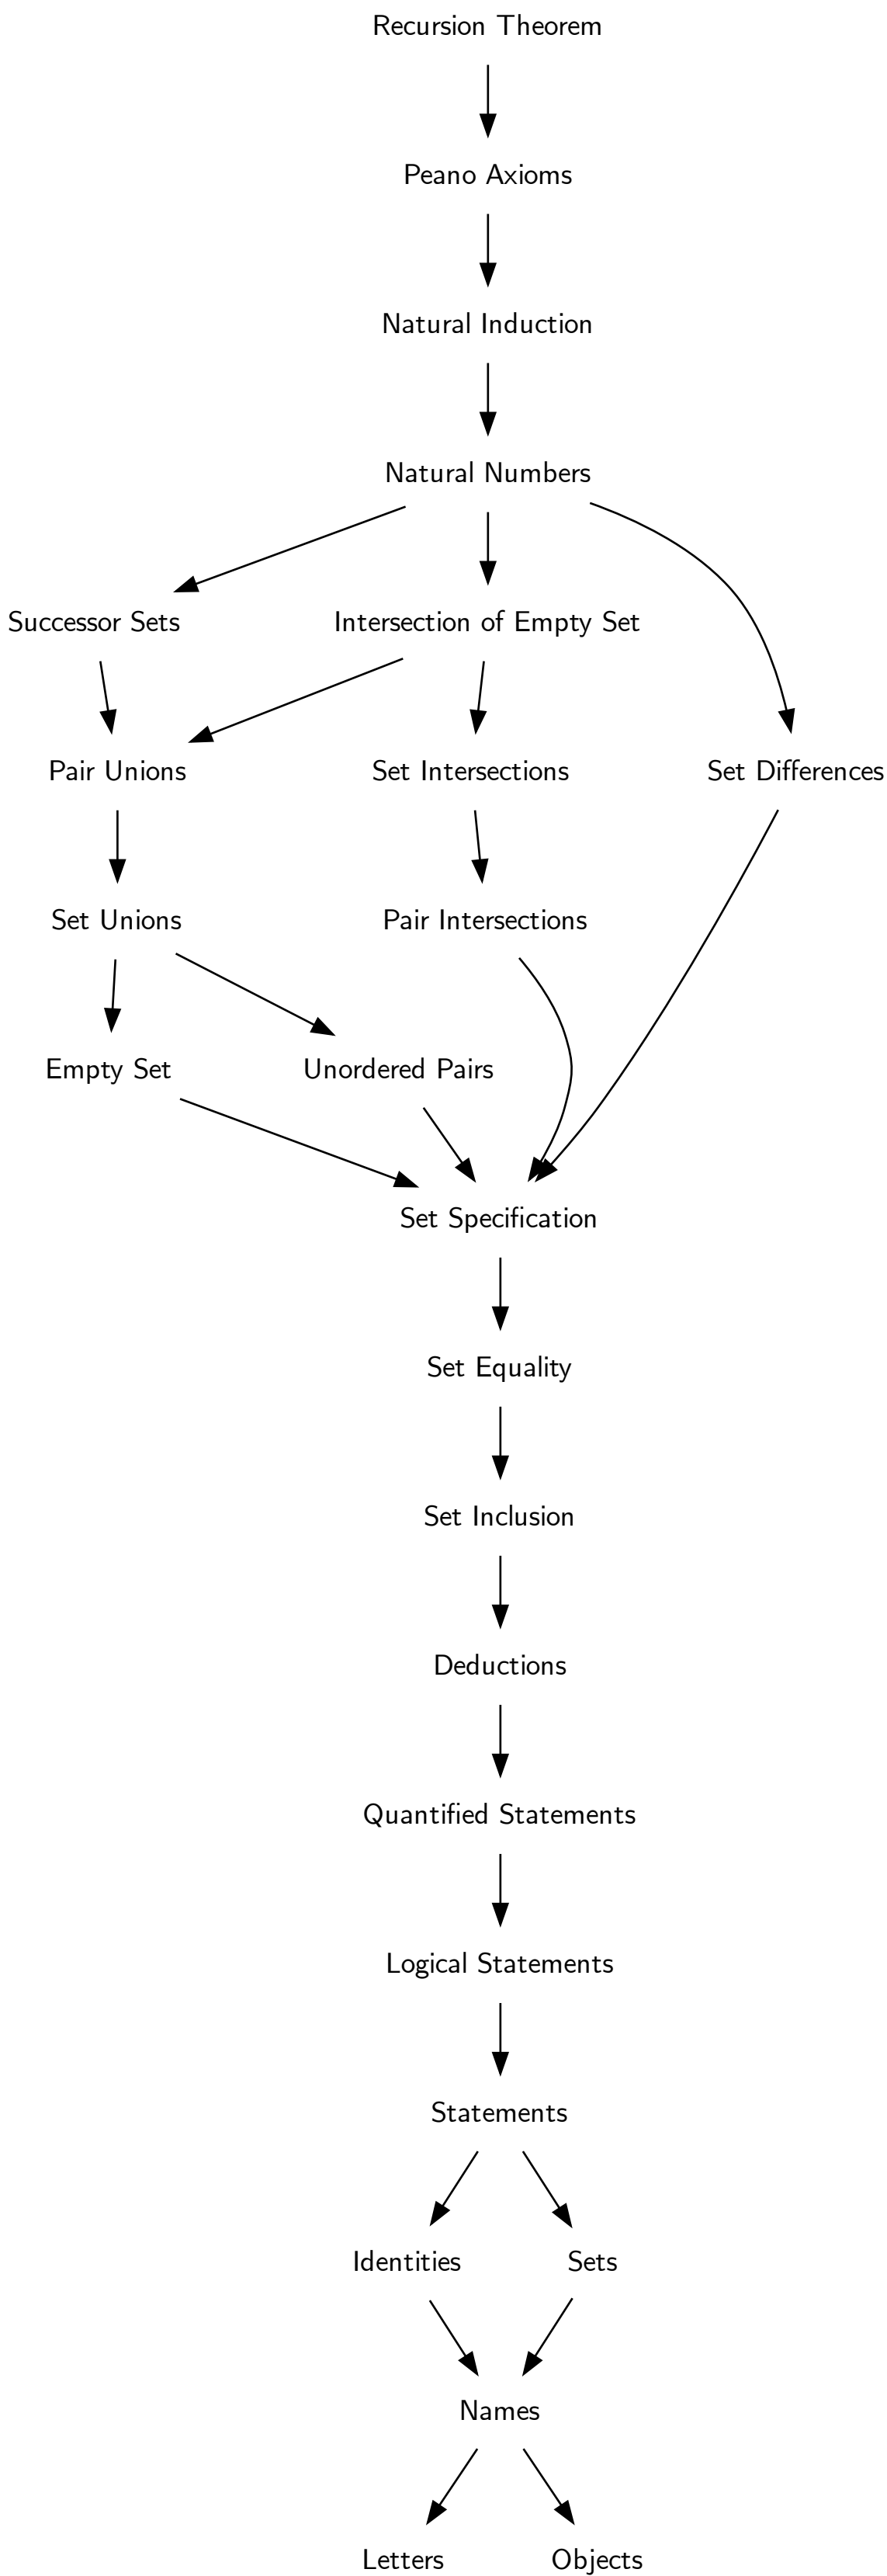 Recursion Theorem
Peano Axioms
Natural Induction
Natural Numbers
Successor Sets
Intersection of Empty Set
Pair Unions
Set Intersections
Set Differences
Set Unions
Pair Intersections
Empty Set
Unordered Pairs
Set Specification
Set Equality
Set Inclusion
Deductions
Quantified Statements
Logical Statements
Statements
Identities
Sets
Names
Letters
Objects